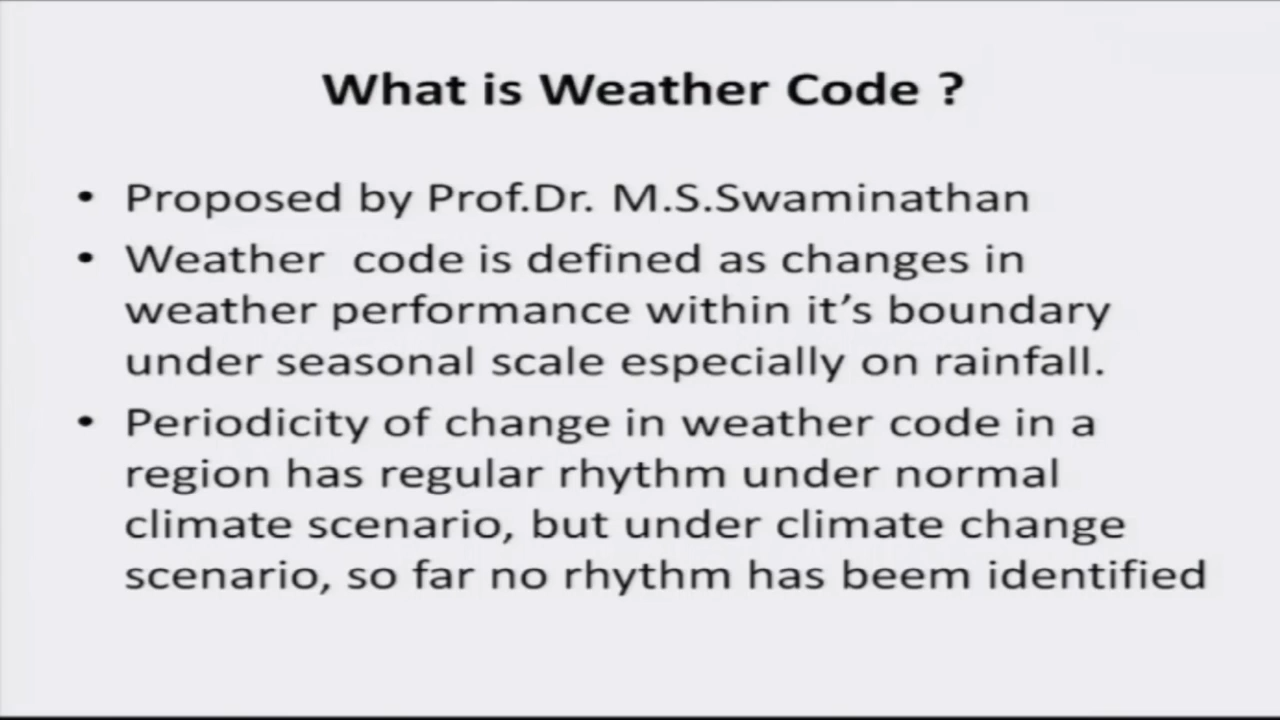 What is Weather Code ?
• Proposed by Prof.Dr. M.S.Swaminathan
• Weather  code is defined as changes in
weather performance within it’s boundary
under seasonal scale especially on rainfall.
• Periodicity of change in weather code in a
region has regular rhythm under normal
climate scenario, but under climate change
scenario, so far no rhythm has beem identified